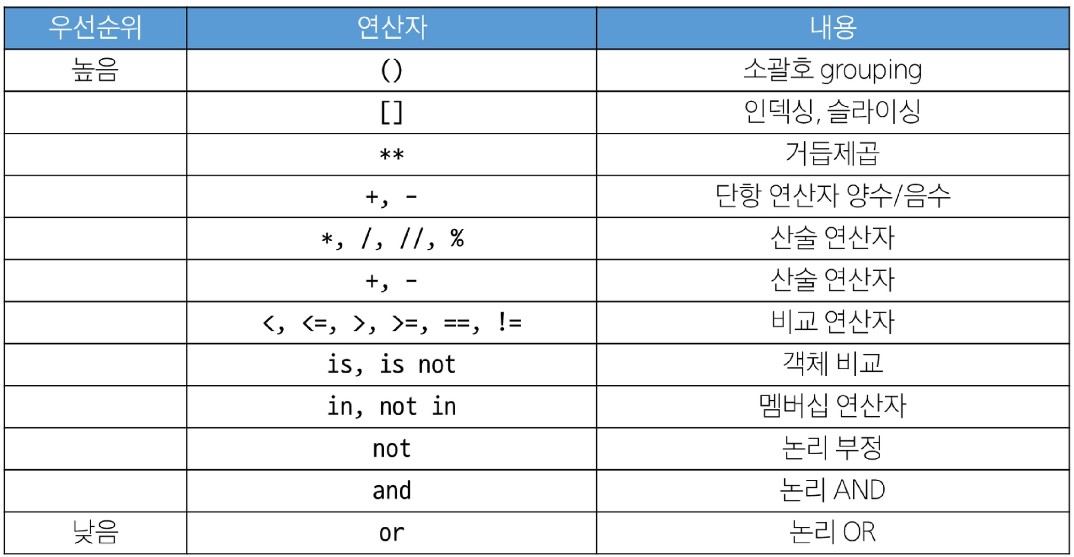 우선순위 연산자 내용
높음 () 소괄호 grouping
[] 인덱싱, 슬라이싱
** 거듭제곱
+, - 단항 연산자 양수/음수
*, /, //, % 산술 연산자
+, - 산술 연산자
<, <=, >, >=, ==, != 비교 연산자
is, is not 객체 비교
in, not in 멤버십 연산자
not 논리 부정
and 논리 AND
낮음 or 논리 OR